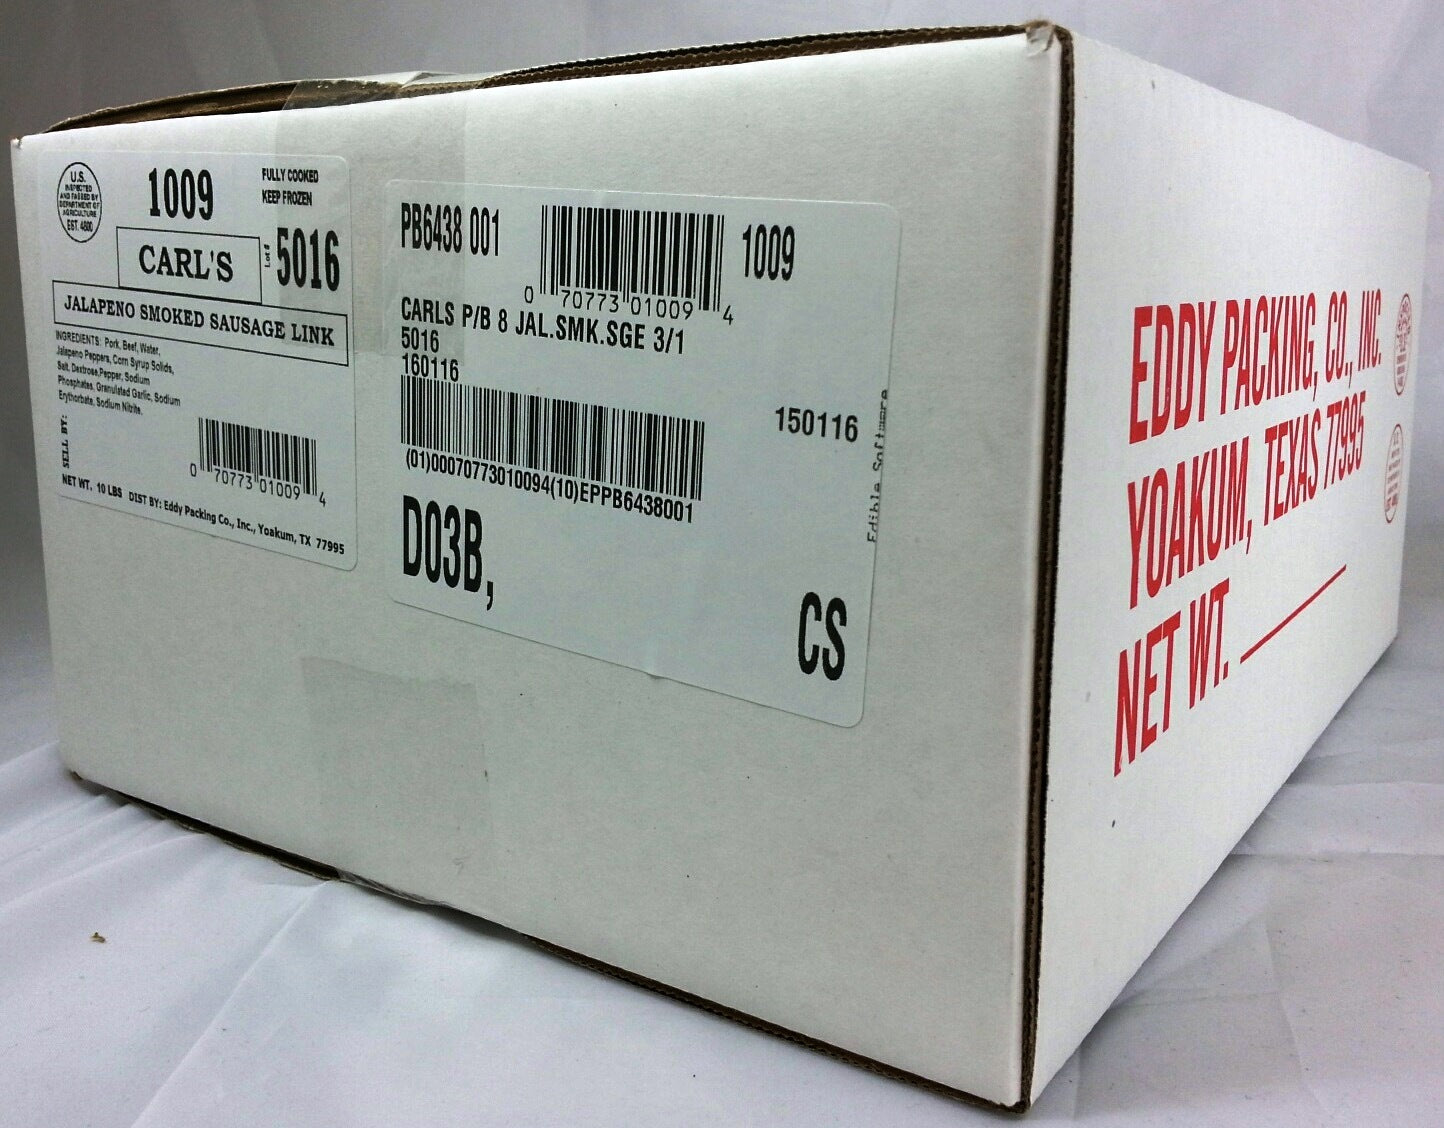 U.S.
INSPECTED
AND PASSED BY
DEPARTMENT OF
AGRICULTURE
EST. 4800
1009
FULLY COOKED
KEEP FROZEN
CARL'S
Lot #
5016
JALAPENO SMOKED SAUSAGE LINK
INGREDIENTS: Pork, Beef, Water,
Jalapeno Peppers, Corn Syrup Solids,
Salt, Dextrose, Pepper, Sodium
Phosphates, Granulated Garlic, Sodium
Erythorbate, Sodium Nitrite.
SELL BY:
0 70773 01009 4
NET WT. 10 LBS DIST BY: Eddy Packing Co., Inc., Yoakum, TX 77995
PB6438 001
0 70773 01009 4
1009
CARLS P/B 8 JAL.SMK.SGE 3/1
5016
160116
150116
(01)00070773010094(10)EPPB6438001
Edible Software
D03B,
CS
EDDY PACKING, CO., INC.
YOAKUM, TEXAS 77995
NET WT.